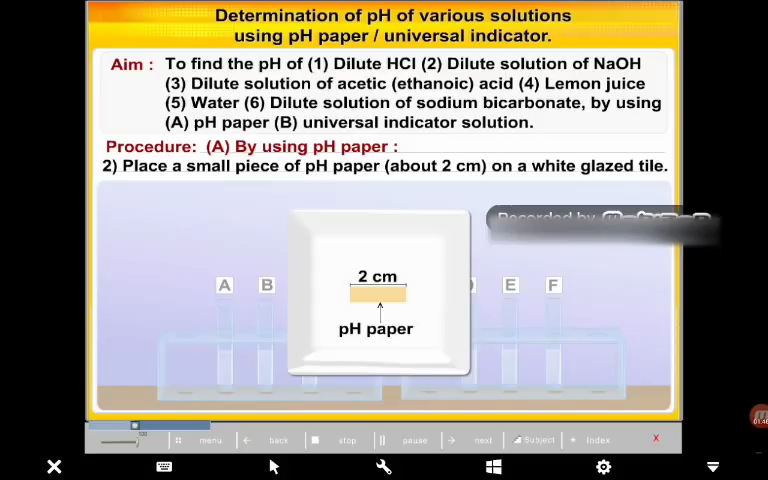 Determination of pH of various solutions
using pH paper / universal indicator.
Aim : To find the pH of (1) Dilute HCl (2) Dilute solution of NaOH
(3) Dilute solution of acetic (ethanoic) acid (4) Lemon juice
(5) Water (6) Dilute solution of sodium bicarbonate, by using
(A) pH paper (B) universal indicator solution.
Procedure: (A) By using pH paper :
2) Place a small piece of pH paper (about 2 cm) on a white glazed tile.
Recorded by
2 cm
A B E F
pH paper
menu back stop pause next Subject Index X